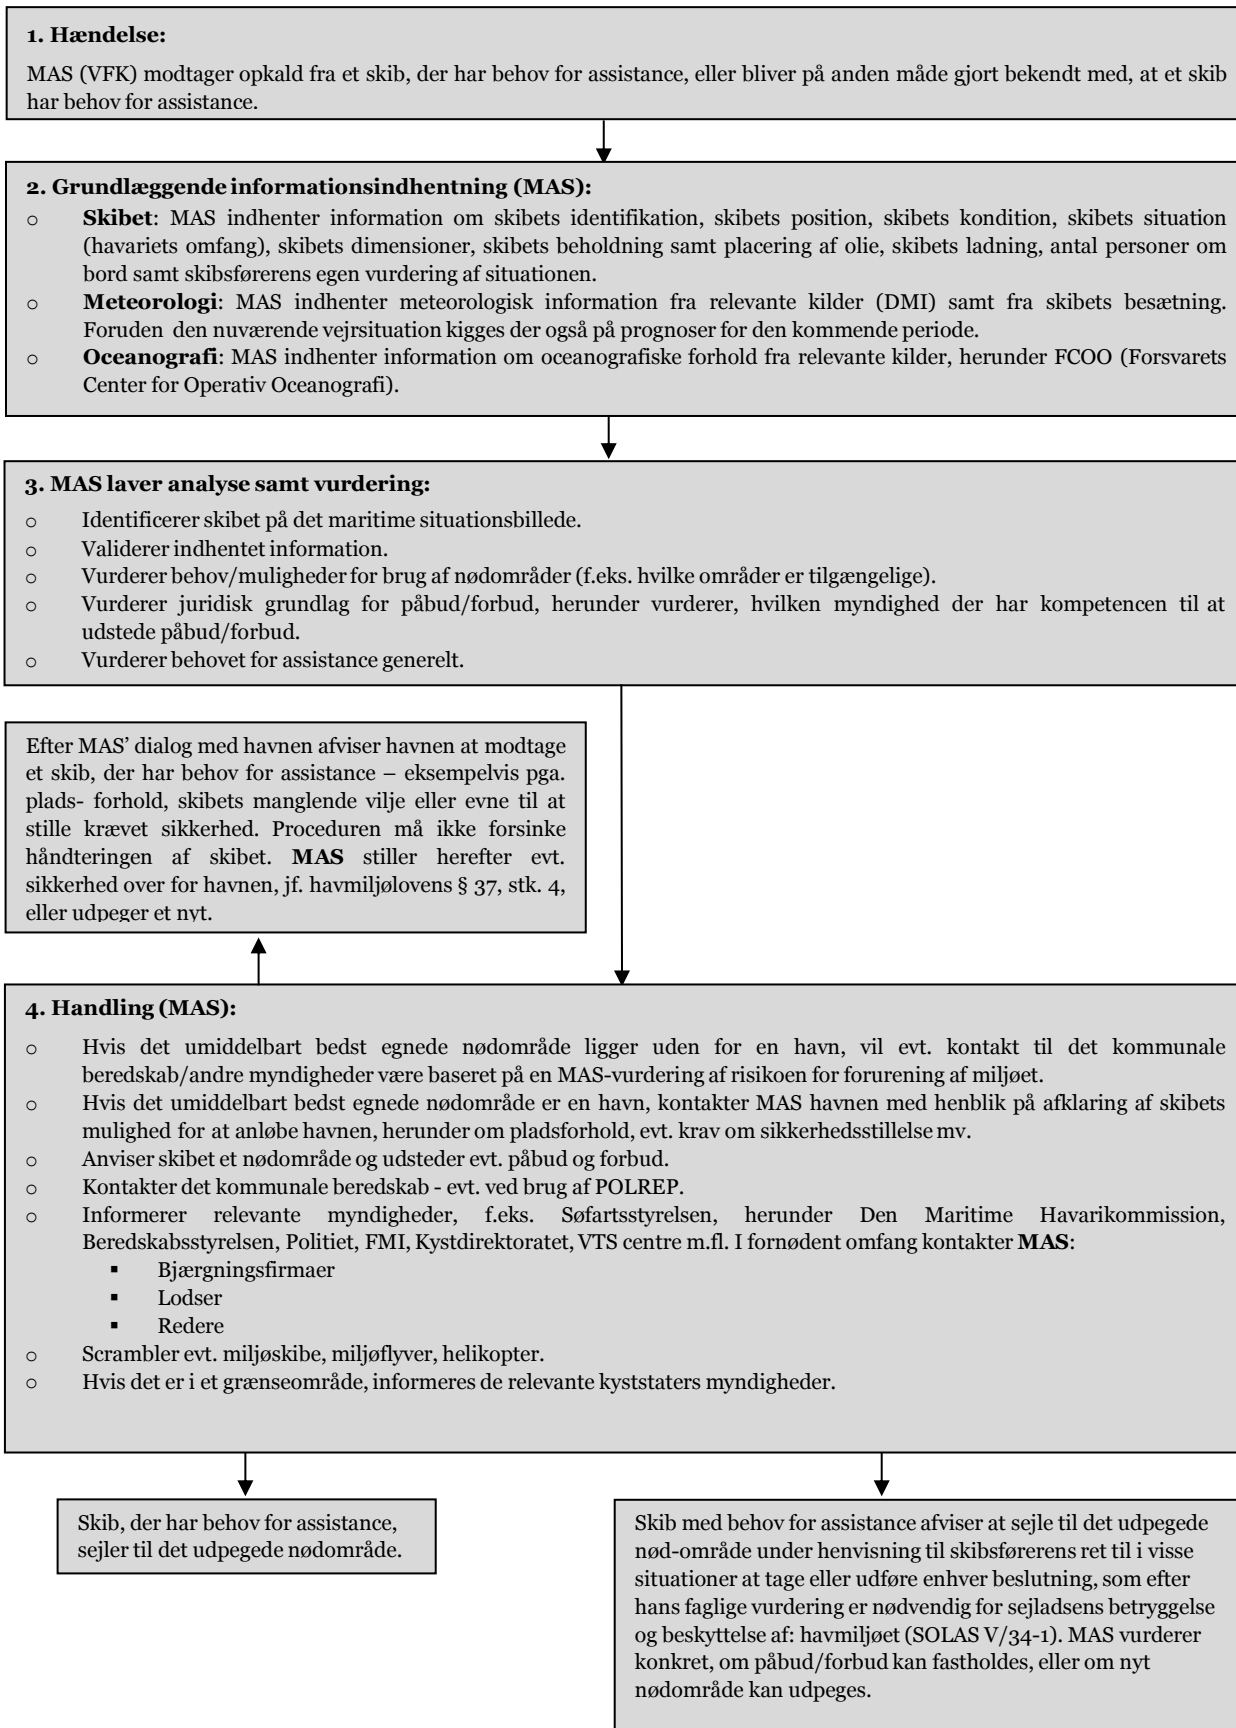 1. Hændelse:
MAS (VFK) modtager opkald fra et skib, der har behov for assistance, eller bliver på anden måde gjort bekendt med, at et skib
har behov for assistance.
2. Grundlæggende informationsindhentning (MAS):
o Skibet: MAS indhenter information om skibets identifikation, skibets position, skibets kondition, skibets situation
(havariets omfang), skibets dimensioner, skibets beholdning samt placering af olie, skibets ladning, antal personer om
bord samt skibsførerens egen vurdering af situationen.
o Meteorologi: MAS indhenter meteorologisk information fra relevante kilder (DMI) samt fra skibets besætning.
Foruden den nuværende vejrsituation kigges der også på prognoser for den kommende periode.
o Oceanografi: MAS indhenter information om oceanografiske forhold fra relevante kilder, herunder FCOO (Forsvarets
Center for Operativ Oceanografi).
3. MAS laver analyse samt vurdering:
o Identificerer skibet på det maritime situationsbillede.
o Validerer indhentet information.
o Vurderer behov/muligheder for brug af nødområder (f.eks. hvilke områder er tilgængelige).
o Vurderer juridisk grundlag for påbud/forbud, herunder vurderer, hvilken myndighed der har kompetencen til at
udstede påbud/forbud.
o Vurderer behovet for assistance generelt.
Efter MAS’ dialog med havnen afviser havnen at modtage
et skib, der har behov for assistance – eksempelvis pga.
plads- forhold, skibets manglende vilje eller evne til at
stille krævet sikkerhed. Proceduren må ikke forsinke
håndteringen af skibet. MAS stiller herefter evt.
sikkerhed over for havnen, jf. havmiljølovens § 37, stk. 4,
eller udpeger et nyt.
4. Handling (MAS):
o Hvis det umiddelbart bedst egnede nødområde ligger uden for en havn, vil evt. kontakt til det kommunale
beredskab/andre myndigheder være baseret på en MAS-vurdering af risikoen for forurening af miljøet.
o Hvis det umiddelbart bedst egnede nødområde er en havn, kontakter MAS havnen med henblik på afklaring af skibets
mulighed for at anløbe havnen, herunder om pladsforhold, evt. krav om sikkerhedsstillelse mv.
o Anviser skibet et nødområde og udsteder evt. påbud og forbud.
o Kontakter det kommunale beredskab - evt. ved brug af POLREP.
o Informerer relevante myndigheder, f.eks. Søfartsstyrelsen, herunder Den Maritime Havarikommission,
Beredskabsstyrelsen, Politiet, FMI, Kystdirektoratet, VTS centre m.fl. I fornødent omfang kontakter MAS:
▪ Bjærgningsfirmaer
▪ Lodser
▪ Redere
o Scrambler evt. miljøskibe, miljøflyver, helikopter.
o Hvis det er i et grænseområde, informeres de relevante kyststaters myndigheder.
Skib, der har behov for assistance,
sejler til det udpegede nødområde.
Skib med behov for assistance afviser at sejle til det udpegede
nød-område under henvisning til skibsførerens ret til i visse
situationer at tage eller udføre enhver beslutning, som efter
hans faglige vurdering er nødvendig for sejladsens betryggelse
og beskyttelse af: havmiljøet (SOLAS V/34-1). MAS vurderer
konkret, om påbud/forbud kan fastholdes, eller om nyt
nødområde kan udpeges.